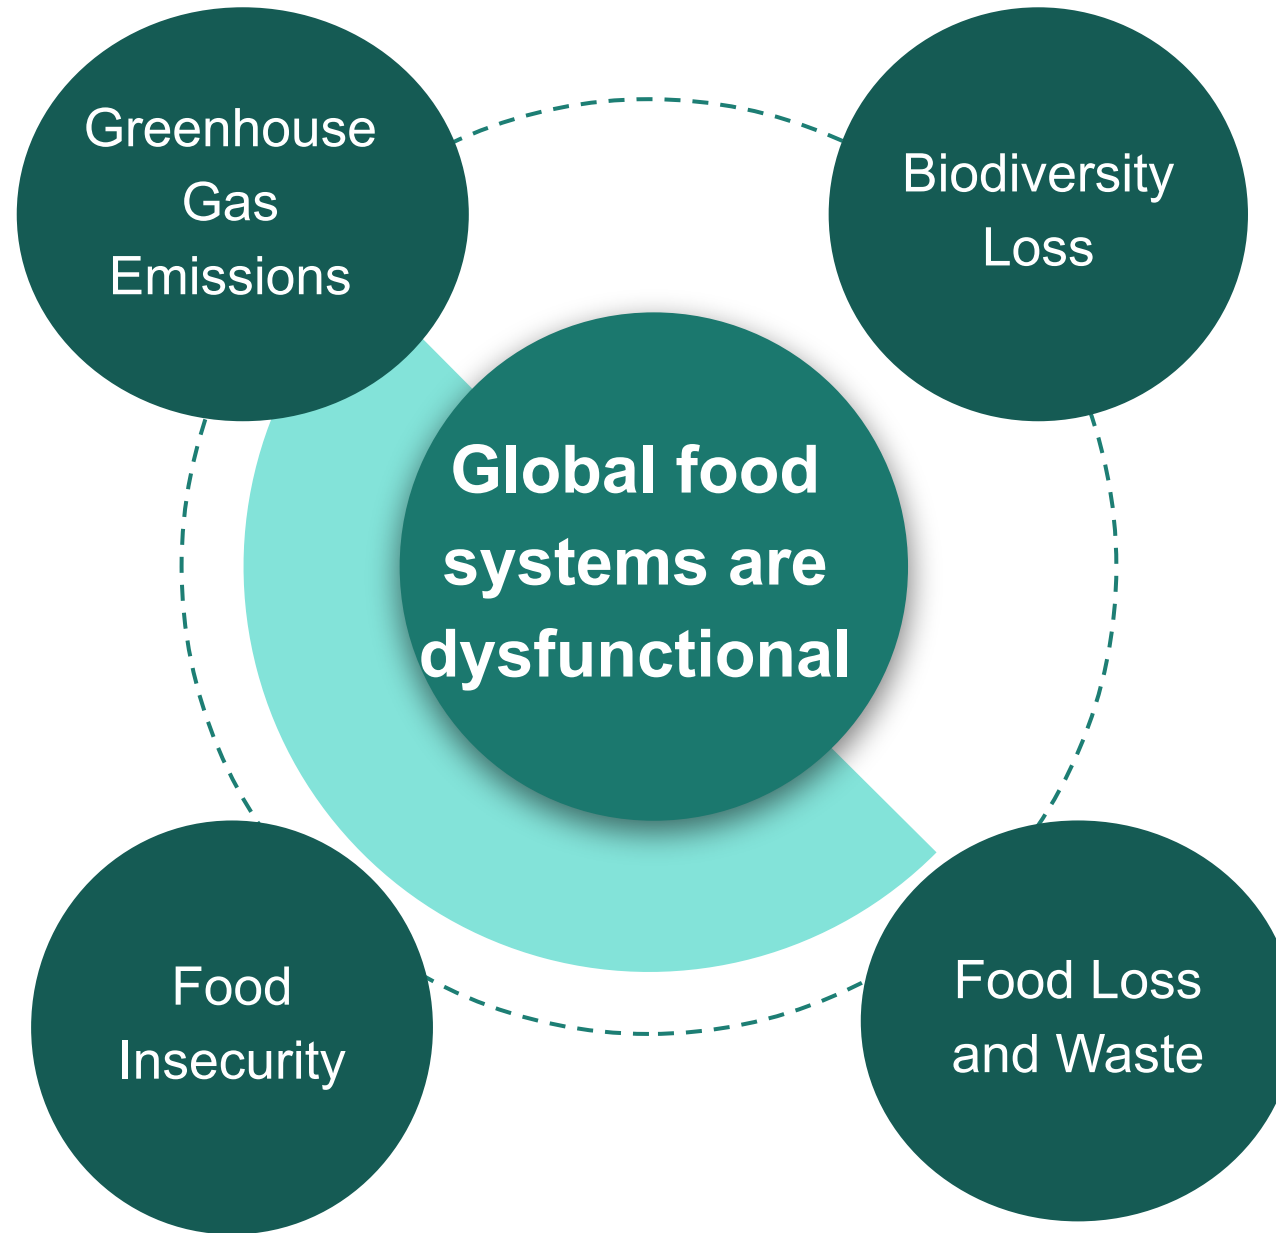 Greenhouse
Gas
Emissions
Biodiversity
Loss
Global food
systems are
dysfunctional
Food
Insecurity
Food Loss
and Waste